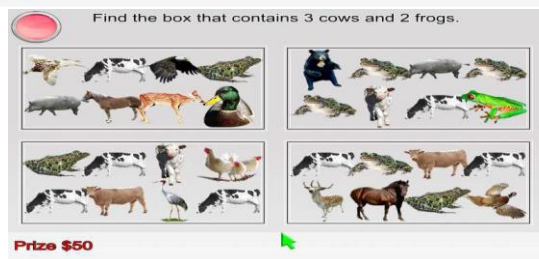 Find the box that contains 3 cows and 2 frogs.
Prize $50